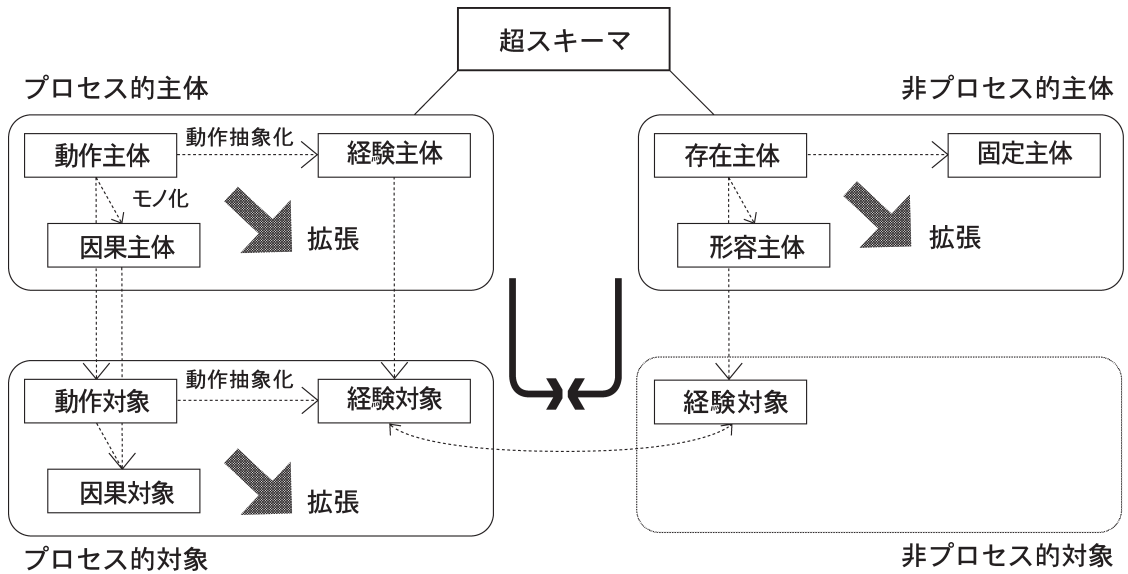 超スキーマ
プロセス的主体
非プロセス的主体
動作主体
動作抽象化
経験主体
モノ化
因果主体
拡張
存在主体
固定主体
形容主体
拡張
動作対象
動作抽象化
経験対象
因果対象
拡張
経験対象
プロセス的対象
非プロセス的対象